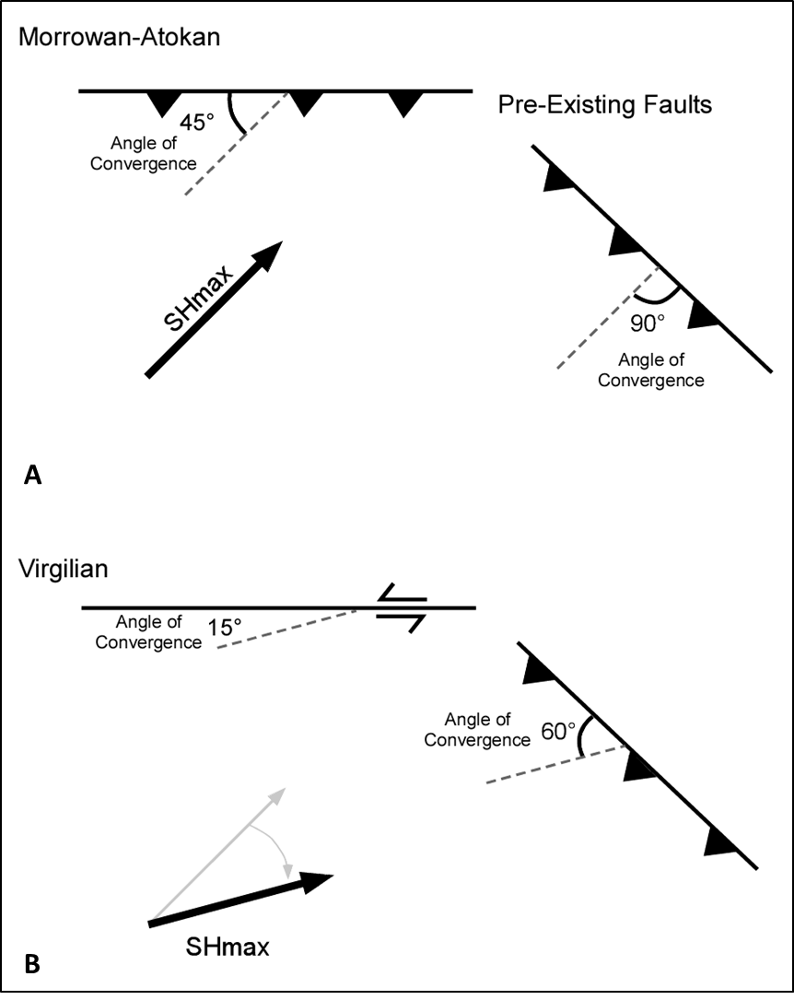 Morrowan-Atokan
Pre-Existing Faults
45°
Angle of
Convergence
SHmax
90°
Angle of
Convergence
A
Virgilian
Angle of
Convergence
15°
Angle of
Convergence
60°
SHmax
B